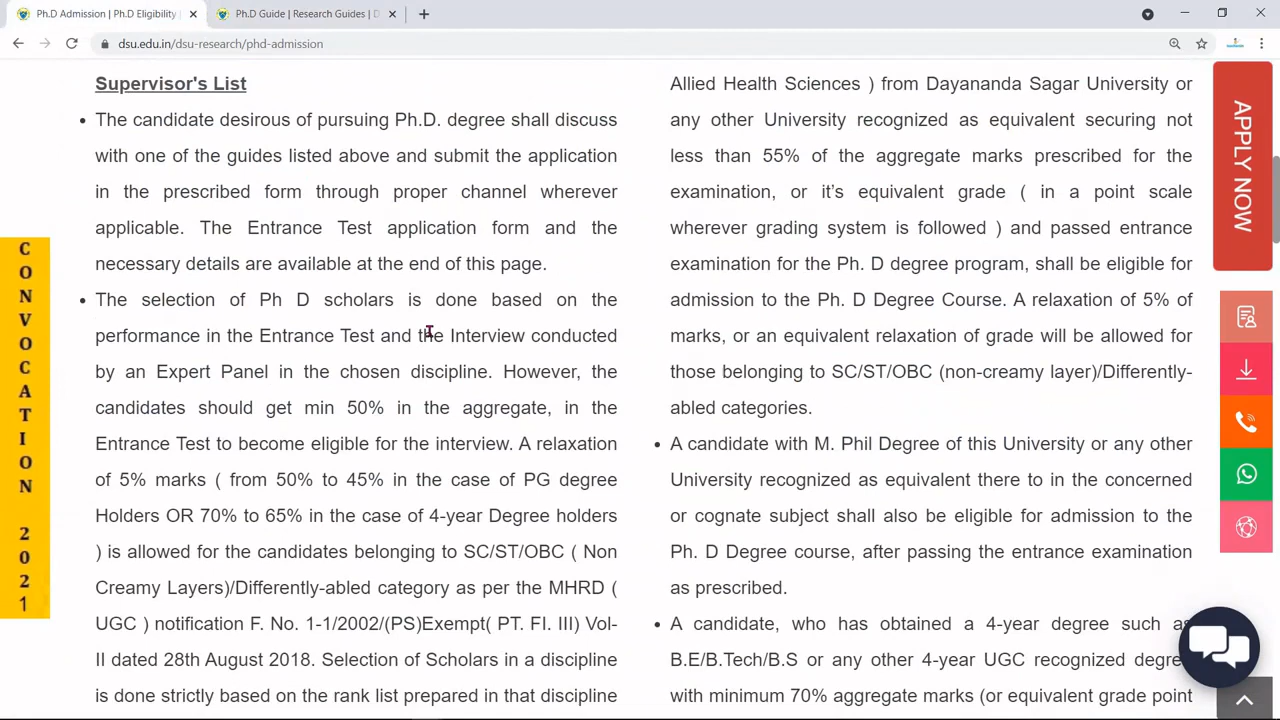 Ph.D Admission | Ph.D Eligibility
Ph.D Guide | Research Guides | D
dsu.edu.in/dsu-research/phd-admission
Supervisor's List
The candidate desirous of pursuing Ph.D. degree shall discuss
with one of the guides listed above and submit the application
in the prescribed form through proper channel wherever
applicable. The Entrance Test application form and the
necessary details are available at the end of this page.
The selection of Ph D scholars is done based on the
performance in the Entrance Test and the Interview conducted
by an Expert Panel in the chosen discipline. However, the
candidates should get min 50% in the aggregate, in the
Entrance Test to become eligible for the interview. A relaxation
of 5% marks ( from 50% to 45% in the case of PG degree
Holders OR 70% to 65% in the case of 4-year Degree holders
) is allowed for the candidates belonging to SC/ST/OBC ( Non
Creamy Layers)/Differently-abled category as per the MHRD (
UGC ) notification F. No. 1-1/2002/(PS)Exempt( PT. FI. III) Vol-
II dated 28th August 2018. Selection of Scholars in a discipline
is done strictly based on the rank list prepared in that discipline
Allied Health Sciences ) from Dayananda Sagar University or
any other University recognized as equivalent securing not
less than 55% of the aggregate marks prescribed for the
examination, or it's equivalent grade ( in a point scale
wherever grading system is followed ) and passed entrance
examination for the Ph. D degree program, shall be eligible for
admission to the Ph. D Degree Course. A relaxation of 5% of
marks, or an equivalent relaxation of grade will be allowed for
those belonging to SC/ST/OBC (non-creamy layer)/Differently-
abled categories.
A candidate with M. Phil Degree of this University or any other
University recognized as equivalent there to in the concerned
or cognate subject shall also be eligible for admission to the
Ph. D Degree course, after passing the entrance examination
as prescribed.
A candidate, who has obtained a 4-year degree such as
B.E/B.Tech/B.S or any other 4-year UGC recognized degree
with minimum 70% aggregate marks (or equivalent grade point
CONVOCATION 2021
APPLY NOW